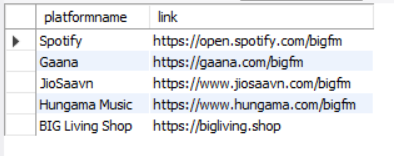 platformname link
Spotify https://open.spotify.com/bigfm
Gaana https://gaana.com/bigfm
JioSaavn https://www.jiosaavn.com/bigfm
Hungama Music https://www.hungama.com/bigfm
BIG Living Shop https://bigliving.shop